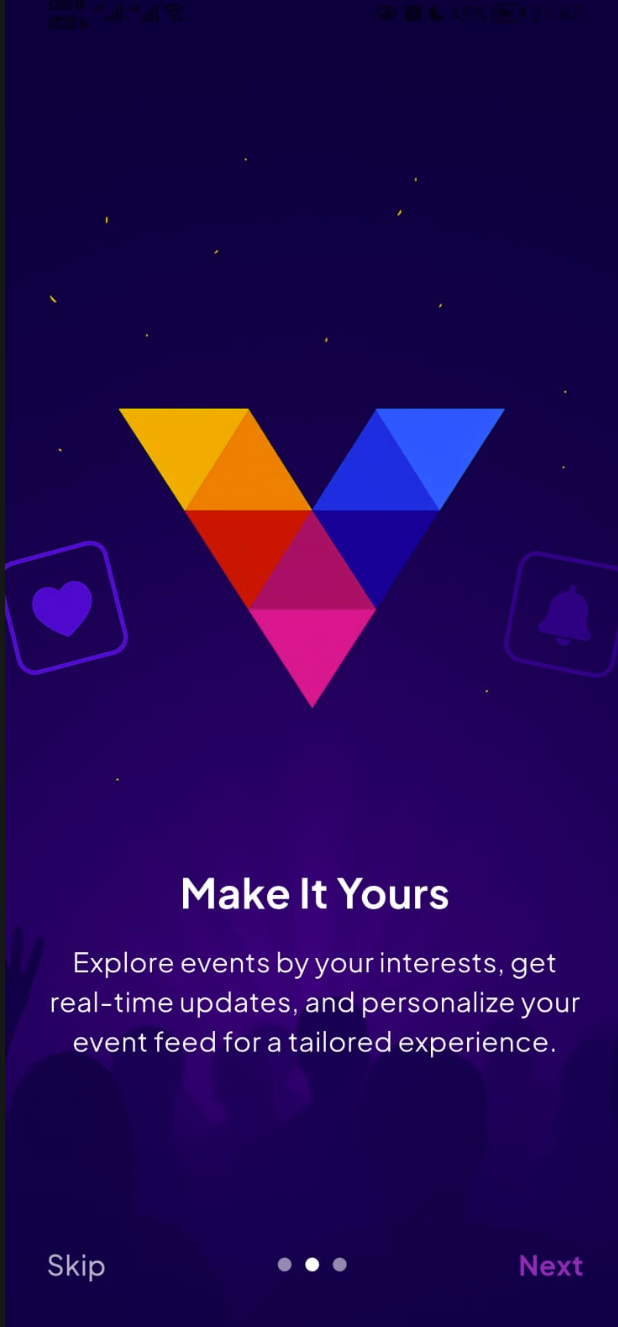 Make It Yours
Explore events by your interests, get
real-time updates, and personalize your
event feed for a tailored experience.
Skip
Next